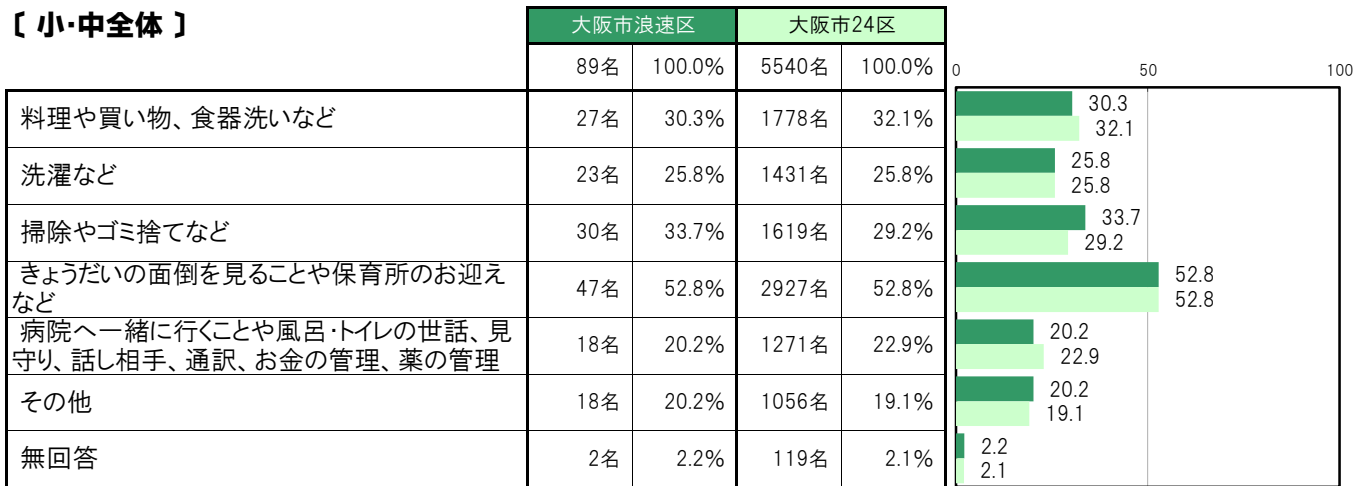 〔 小・中全体 〕
大阪市浪速区 大阪市24区
89名 100.0% 5540名 100.0%
0 50 100
料理や買い物、食器洗いなど 27名 30.3% 1778名 32.1% 30.3
32.1
洗濯など 23名 25.8% 1431名 25.8% 25.8
25.8
掃除やゴミ捨てなど 30名 33.7% 1619名 29.2% 33.7
29.2
きょうだいの面倒を見ることや保育所のお迎え
など 47名 52.8% 2927名 52.8% 52.8
52.8
病院へ一緒に行くことや風呂・トイレの世話、見
守り、話し相手、通訳、お金の管理、薬の管理 18名 20.2% 1271名 22.9% 20.2
22.9
その他 18名 20.2% 1056名 19.1% 20.2
19.1
無回答 2名 2.2% 119名 2.1% 2.2
2.1